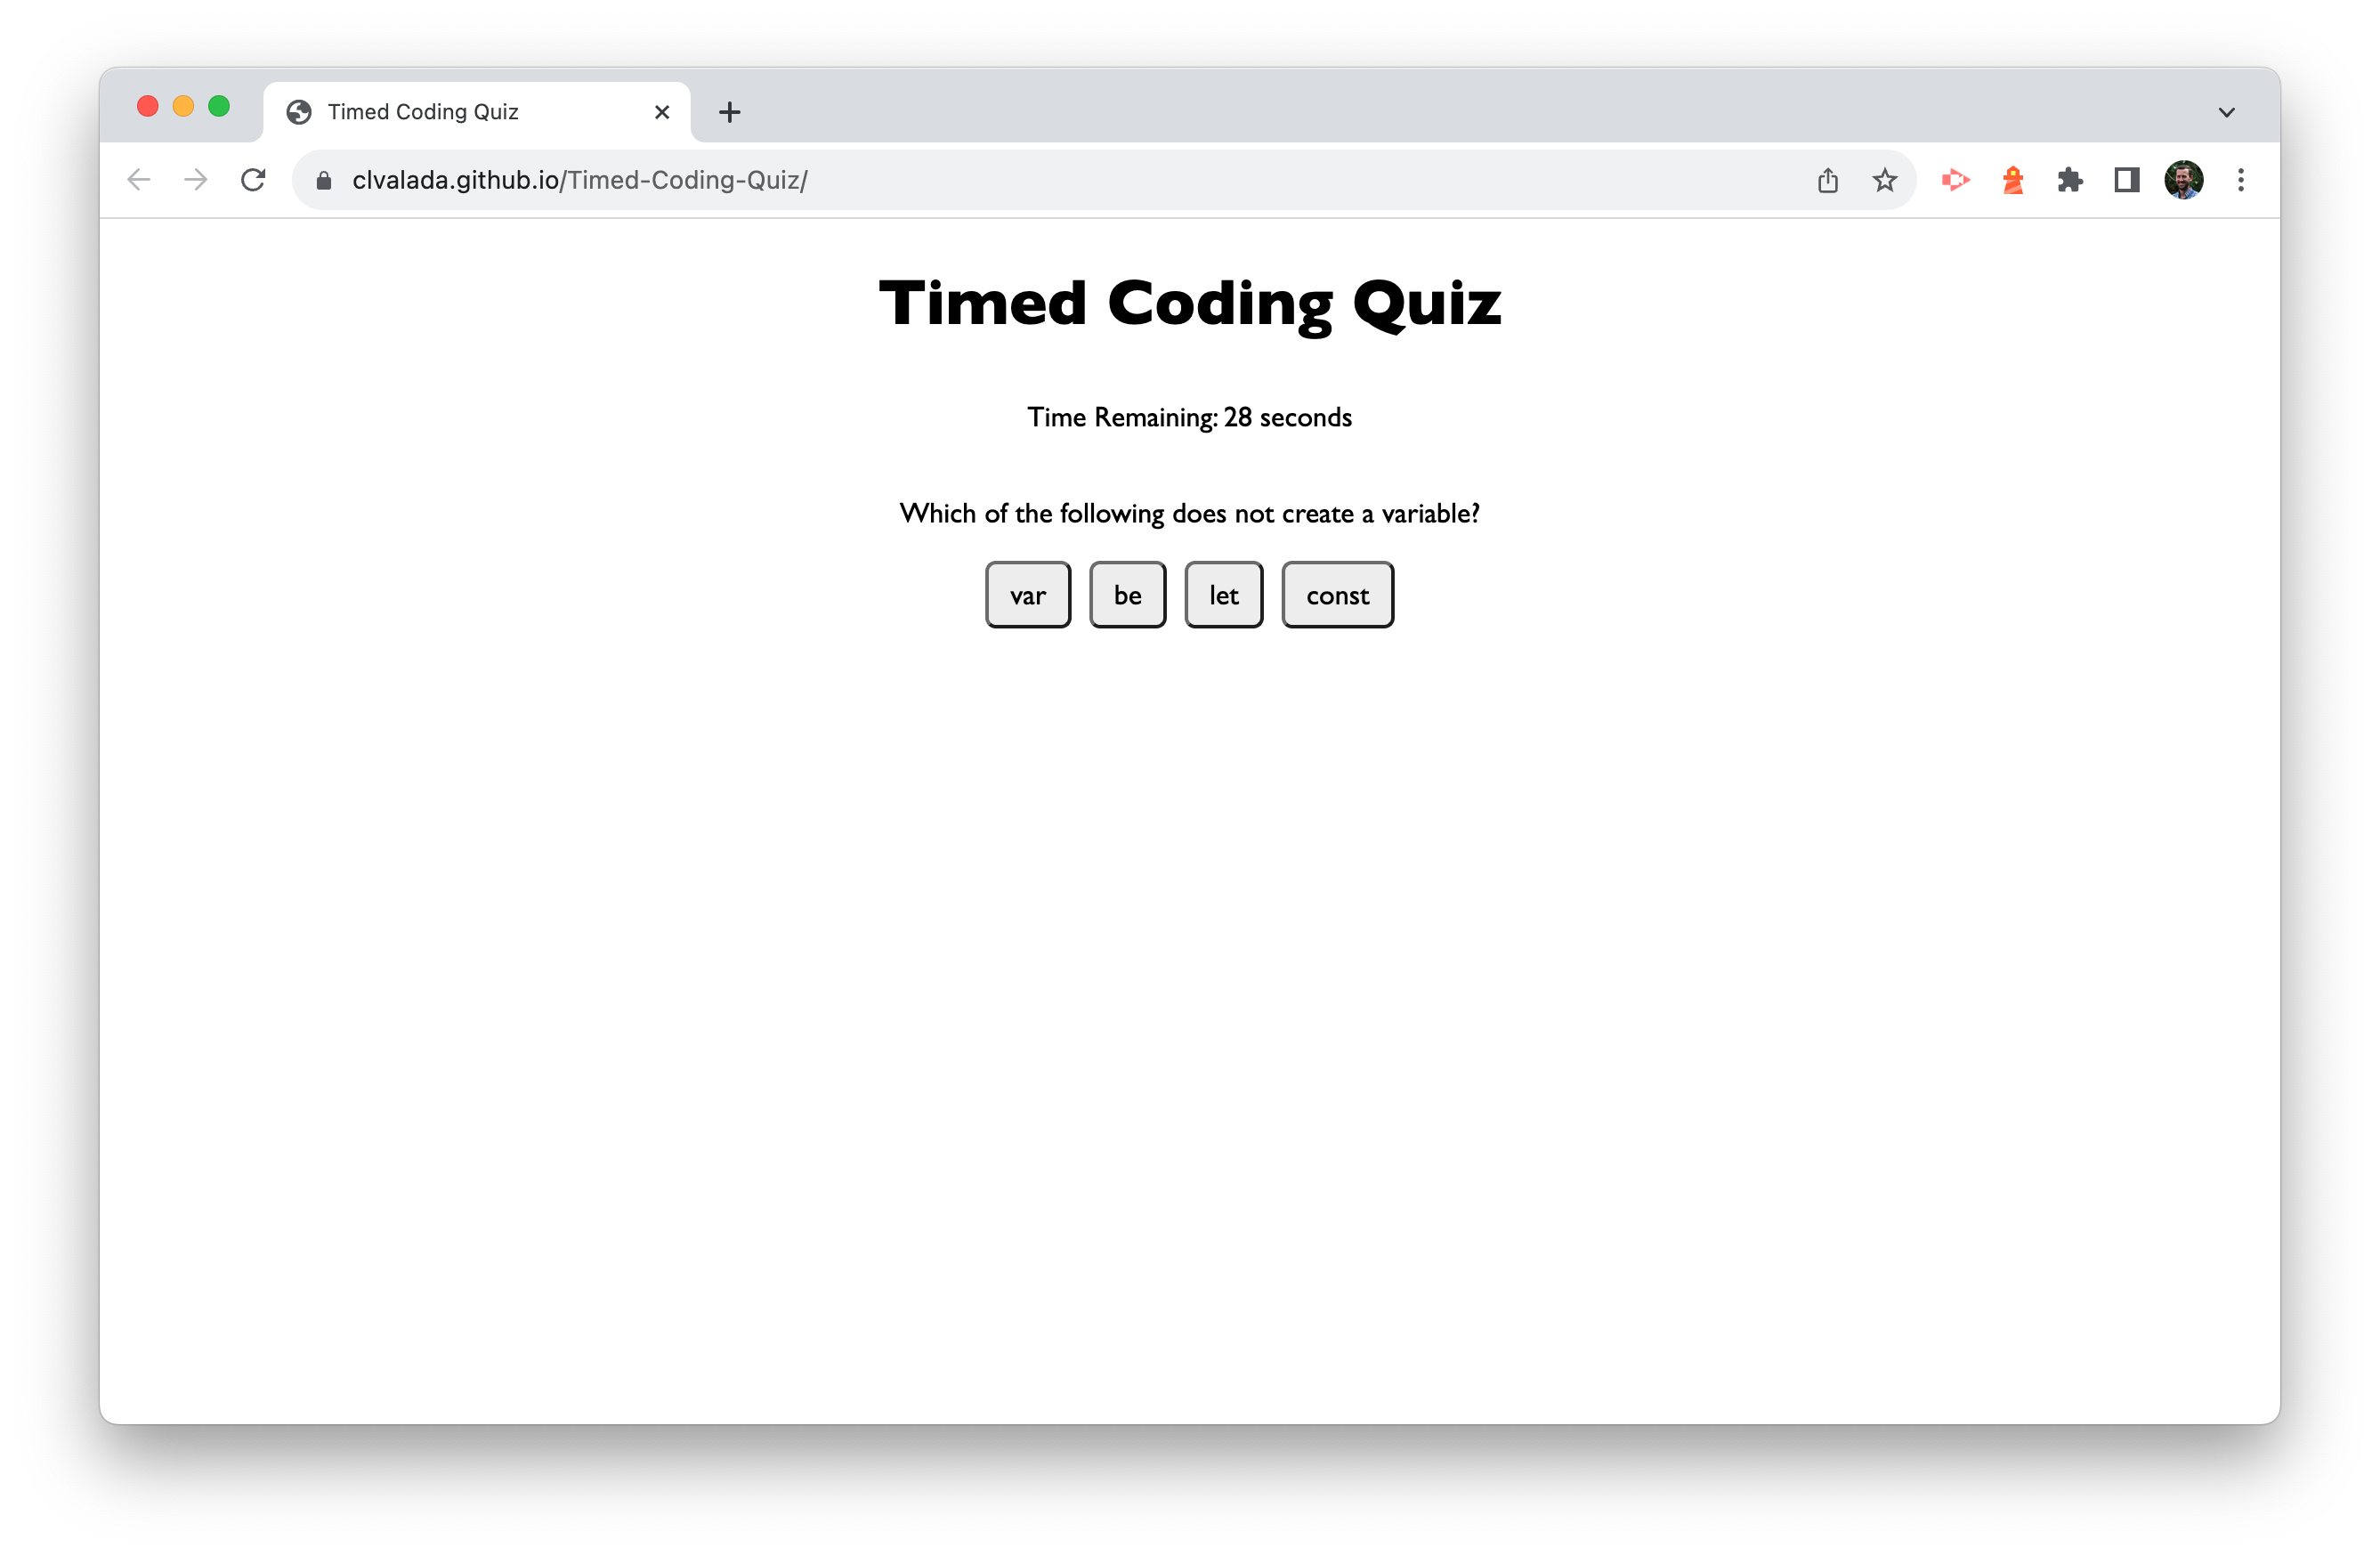 Timed Coding Quiz
clvalada.github.io/Timed-Coding-Quiz/
Timed Coding Quiz
Time Remaining: 28 seconds
Which of the following does not create a variable?
var be let const